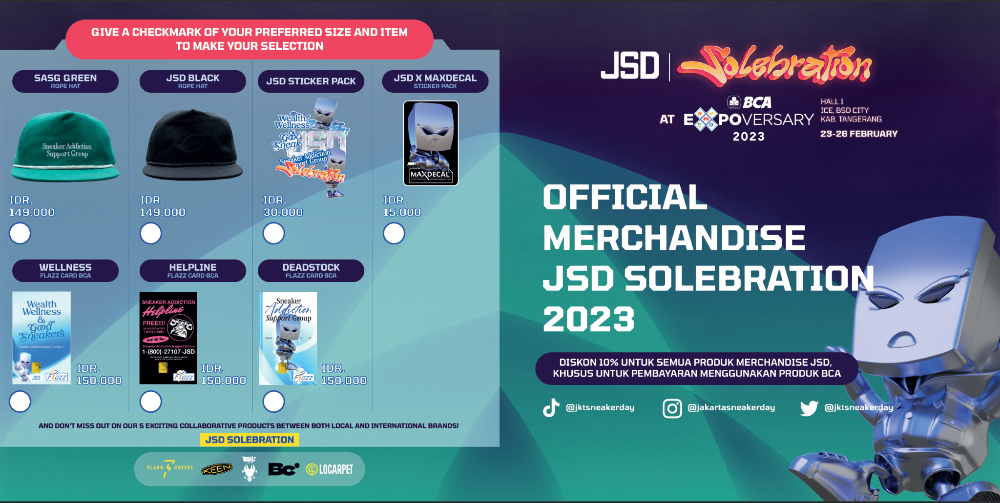 GIVE A CHECKMARK OF YOUR PREFERRED SIZE AND ITEM
TO MAKE YOUR SELECTION
SASG GREEN
ROPE HAT
Sneaker Addiction
Support Group
IDR.
149.000
JSD BLACK
ROPE HAT
IDR.
149.000
JSD STICKER PACK
Wealth
Wellness
&
Good
Sneak
JSD
Sneaker Addiction
port Group
Solebration
IDR.
30.000
JSD X MAXDECAL
STICKER PACK
MAXDECAL
IDR.
15.000
WELLNESS
FLAZZ CARD BCA
Wealth
Wellness
&
Good
Sneakers
Sneaker Addiction Support Group ©
JSD
Flazz
IDR.
150.000
HELPLINE
FLAZZ CARD BCA
SNEAKER ADDICTION
Helpline
FREE!!!!
24 HOURS A DAY
7 DAYS A WEEK
Call Us Now
Sneaker Addiction Support Group
1-(800)-27107-JSD
Flazz
IDR.
150.000
DEADSTOCK
FLAZZ CARD BCA
Sneaker
Addiction
Support Group
Flazz
IDR.
150.000
AND DON'T MISS OUT ON OUR 5 EXCITING COLLABORATIVE PRODUCTS BETWEEN BOTH LOCAL AND INTERNATIONAL BRANDS!
JSD SOLEBRATION
FLASH COFFEE
KEEN
BC
LOCARPET
JSD | Solebration
AT
BCA
EXPOVERSARY
2023
HALL 1
ICE, BSD CITY
KAB. TANGERANG
23-26 FEBRUARY
OFFICIAL
MERCHANDISE
JSD SOLEBRATION
2023
DISKON 10% UNTUK SEMUA PRODUK MERCHANDISE JSD,
KHUSUS UNTUK PEMBAYARAN MENGGUNAKAN PRODUK BCA
@jktsneakerday
@jakartasneakerday
@jktsneakerday